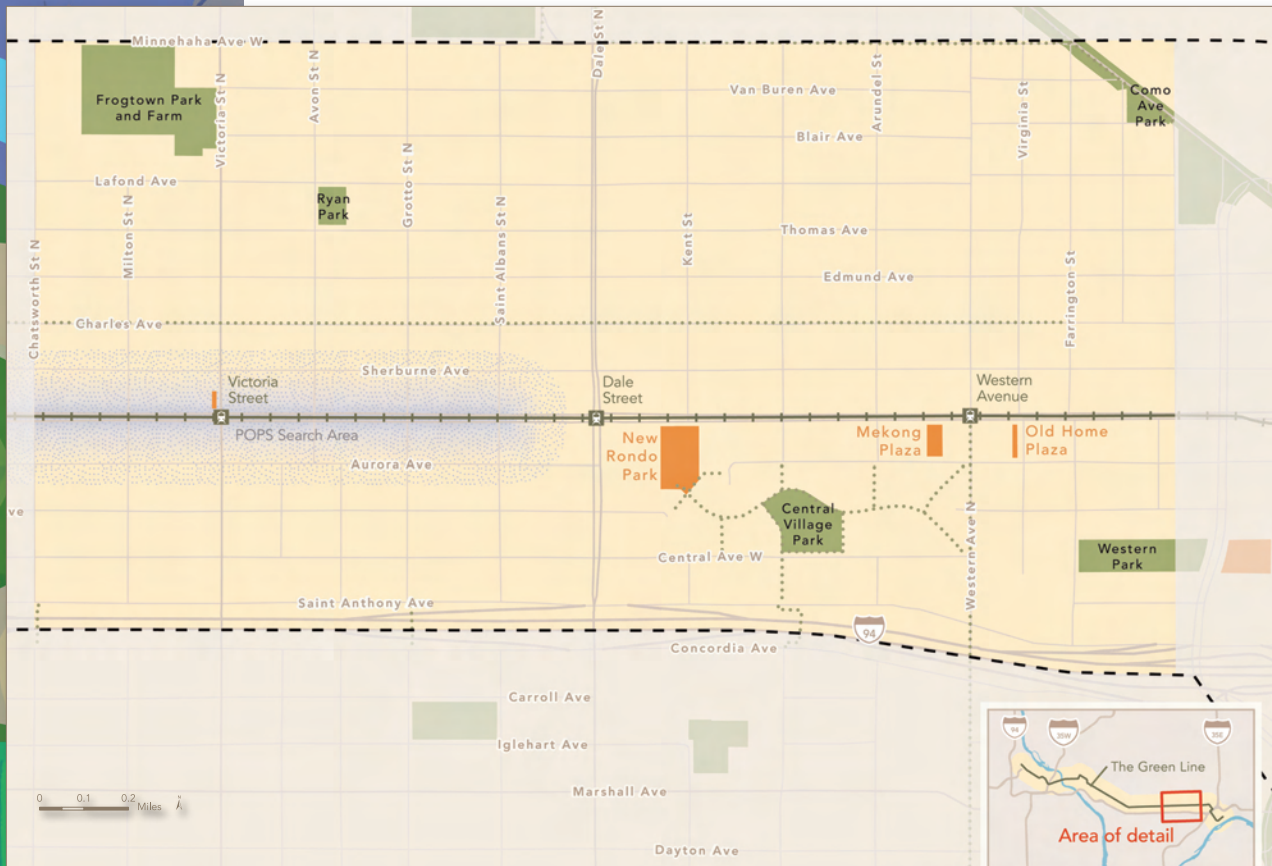 Minnehaha Ave W
Dale St N
Frogtown Park
and Farm
Victoria St N
Avon St N
Van Buren Ave
Arundel St
Virginia St
Como
Ave
Park
Blair Ave
Lafond Ave
Ryan
Park
Grotto St N
Milton St N
Saint Albans St N
Kent St
Thomas Ave
Edmund Ave
Chatsworth St N
Farrington St
Charles Ave
Sherburne Ave
Victoria
Street
Dale
Street
Western
Avenue
POPS Search Area
New
Rondo
Park
Mekong
Plaza
Old Home
Plaza
Aurora Ave
ve
Central
Village
Park
Western Ave N
Central Ave W
Western
Park
Saint Anthony Ave
94
Concordia Ave
Carroll Ave
Iglehart Ave
Marshall Ave
Dayton Ave
0 0.1 0.2 Miles
94
35W
35E
The Green Line
Area of detail